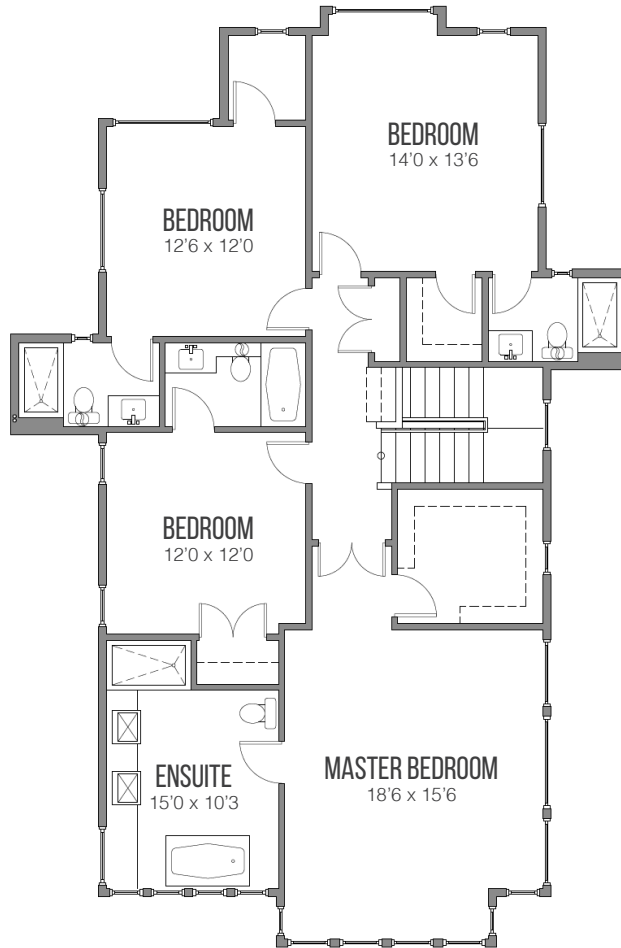 BEDROOM
14'0 x 13'6
BEDROOM
12'6 x 12'0
BEDROOM
12'0 x 12'0
ENSUITE
15'0 x 10'3
MASTER BEDROOM
18'6 x 15'6